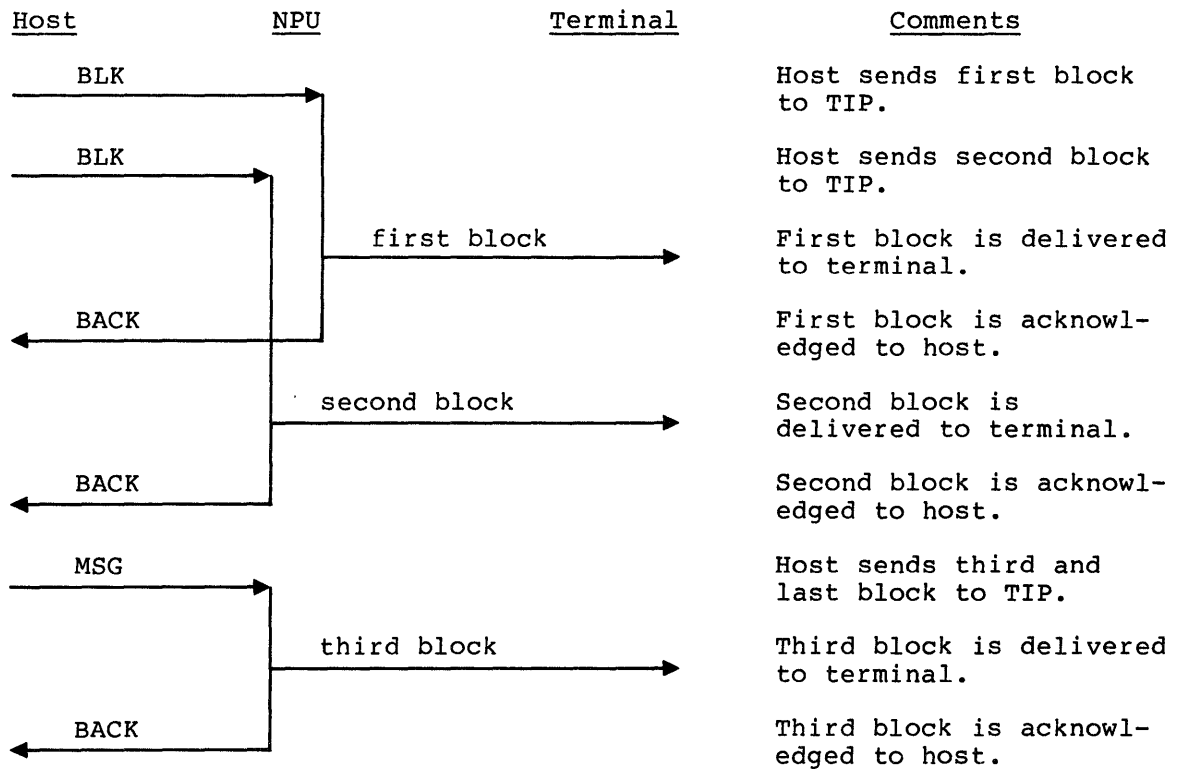 Host NPU Terminal Comments
BLK Host sends first block
to TIP.
BLK Host sends second block
to TIP.
first block First block is delivered
to terminal.
BACK First block is acknowl-
edged to host.
second block Second block is
delivered to terminal.
BACK Second block is acknowl-
edged to host.
MSG Host sends third and
last block to TIP.
third block Third block is delivered
to terminal.
BACK Third block is acknowl-
edged to host.